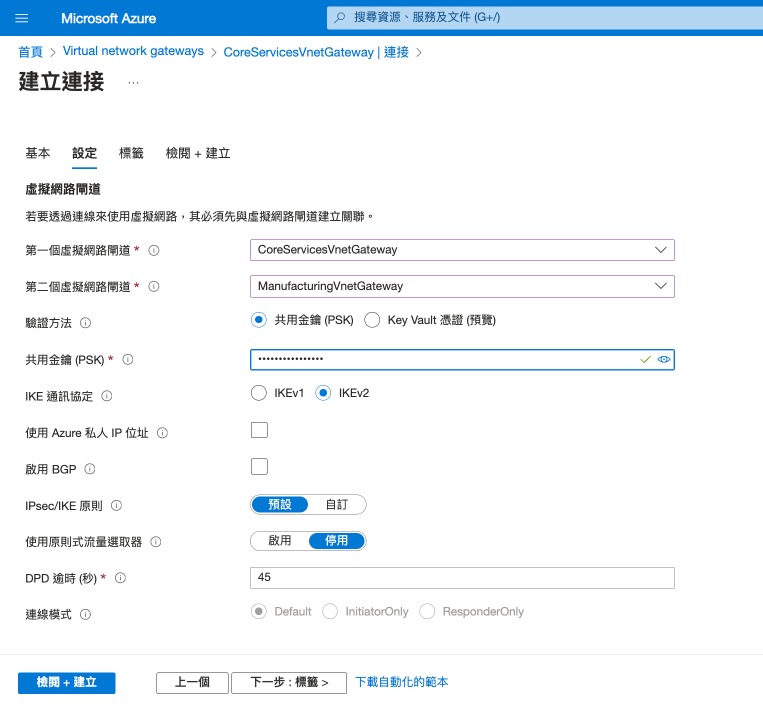 Microsoft Azure
搜尋資源、服務及文件 (G+/)
首頁 > Virtual network gateways > CoreServicesVnetGateway | 連接 >
建立連接 ...
基本 設定 標籤 檢閱 + 建立
虛擬網路閘道
若要透過連線來使用虛擬網路，其必須先與虛擬網路閘道建立關聯。
第一個虛擬網路閘道 * CoreServicesVnetGateway
第二個虛擬網路閘道 * ManufacturingVnetGateway
驗證方法 共用金鑰 (PSK) Key Vault 憑證 (預覽)
共用金鑰 (PSK) * ••••••••••••••••
IKE 通訊協定 IKEv1 IKEv2
使用 Azure 私人 IP 位址
啟用 BGP
IPsec/IKE 原則 預設 自訂
使用原則式流量選取器 啟用 停用
DPD 逾時 (秒) * 45
連線模式 Default InitiatorOnly ResponderOnly
檢閱 + 建立 上一個 下一步 : 標籤 > 下載自動化的範本